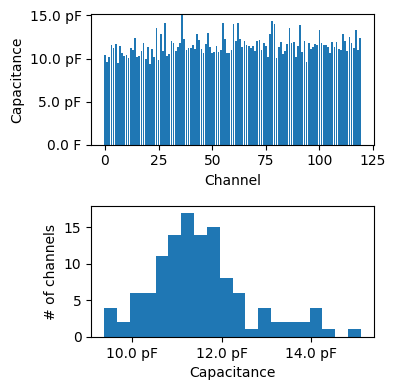 15.0 pF
10.0 pF
5.0 pF
0.0 F
Capacitance
0 25 50 75 100 125
Channel
15
10
5
0
# of channels
10.0 pF 12.0 pF 14.0 pF
Capacitance